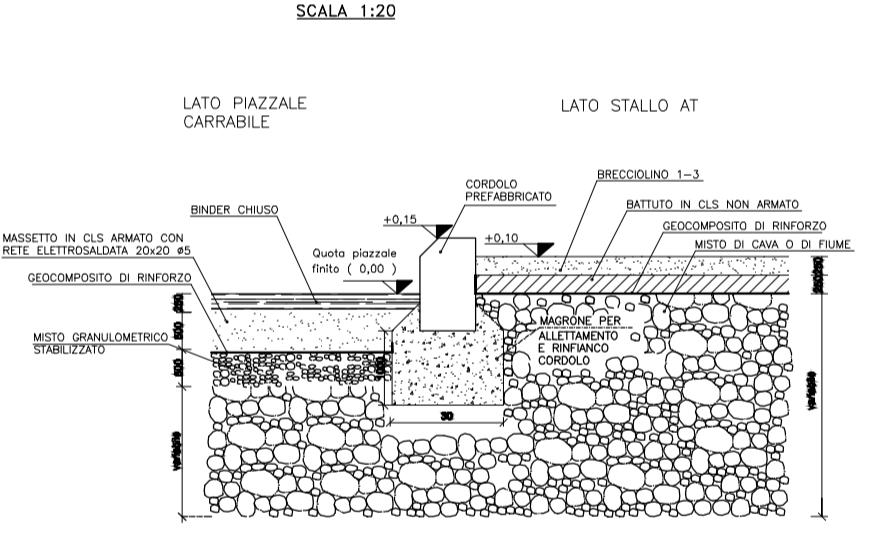 SCALA 1:20
LATO PIAZZALE
CARRABILE
LATO STALLO AT
BRECCIOLINO 1-3
CORDOLO
PREFABBRICATO
BATTUTO IN CLS NON ARMATO
BINDER CHIUSO
+0,15
GEOCOMPOSITO DI RINFORZO
MASSETTO IN CLS ARMATO CON
RETE ELETTROSALDATA 20x20 ø5
+0,10
MISTO DI CAVA O DI FIUME
Quota piazzale
finito ( 0,00 )
GEOCOMPOSITO DI RINFORZO
MAGRONE PER
ALLETTAMENTO
E RINFIANCO
CORDOLO
MISTO GRANULOMETRICO
STABILIZZATO
30
variabile
variabile